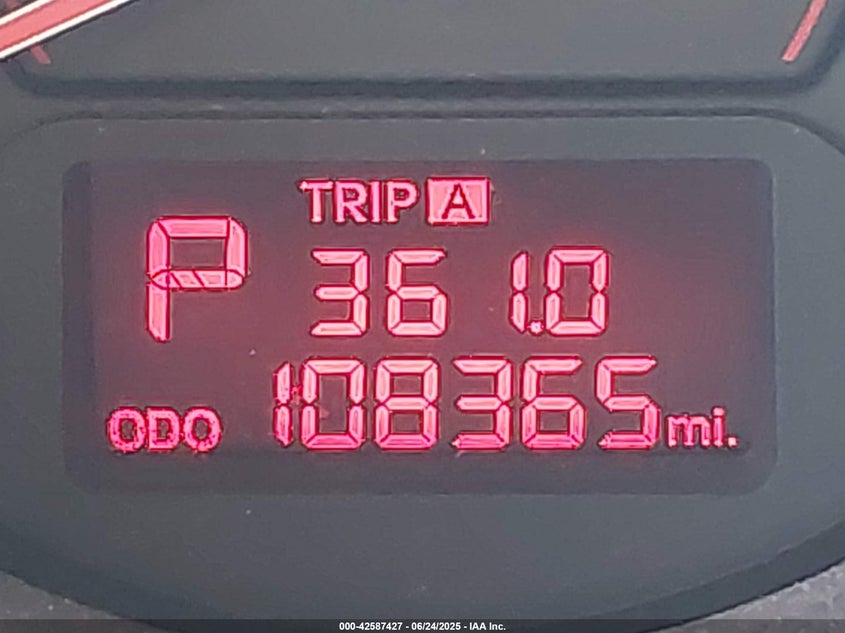 TRIP A
P 361.0
ODO 108365 mi.
000-42587427 - 06/24/2025 - IAA Inc.